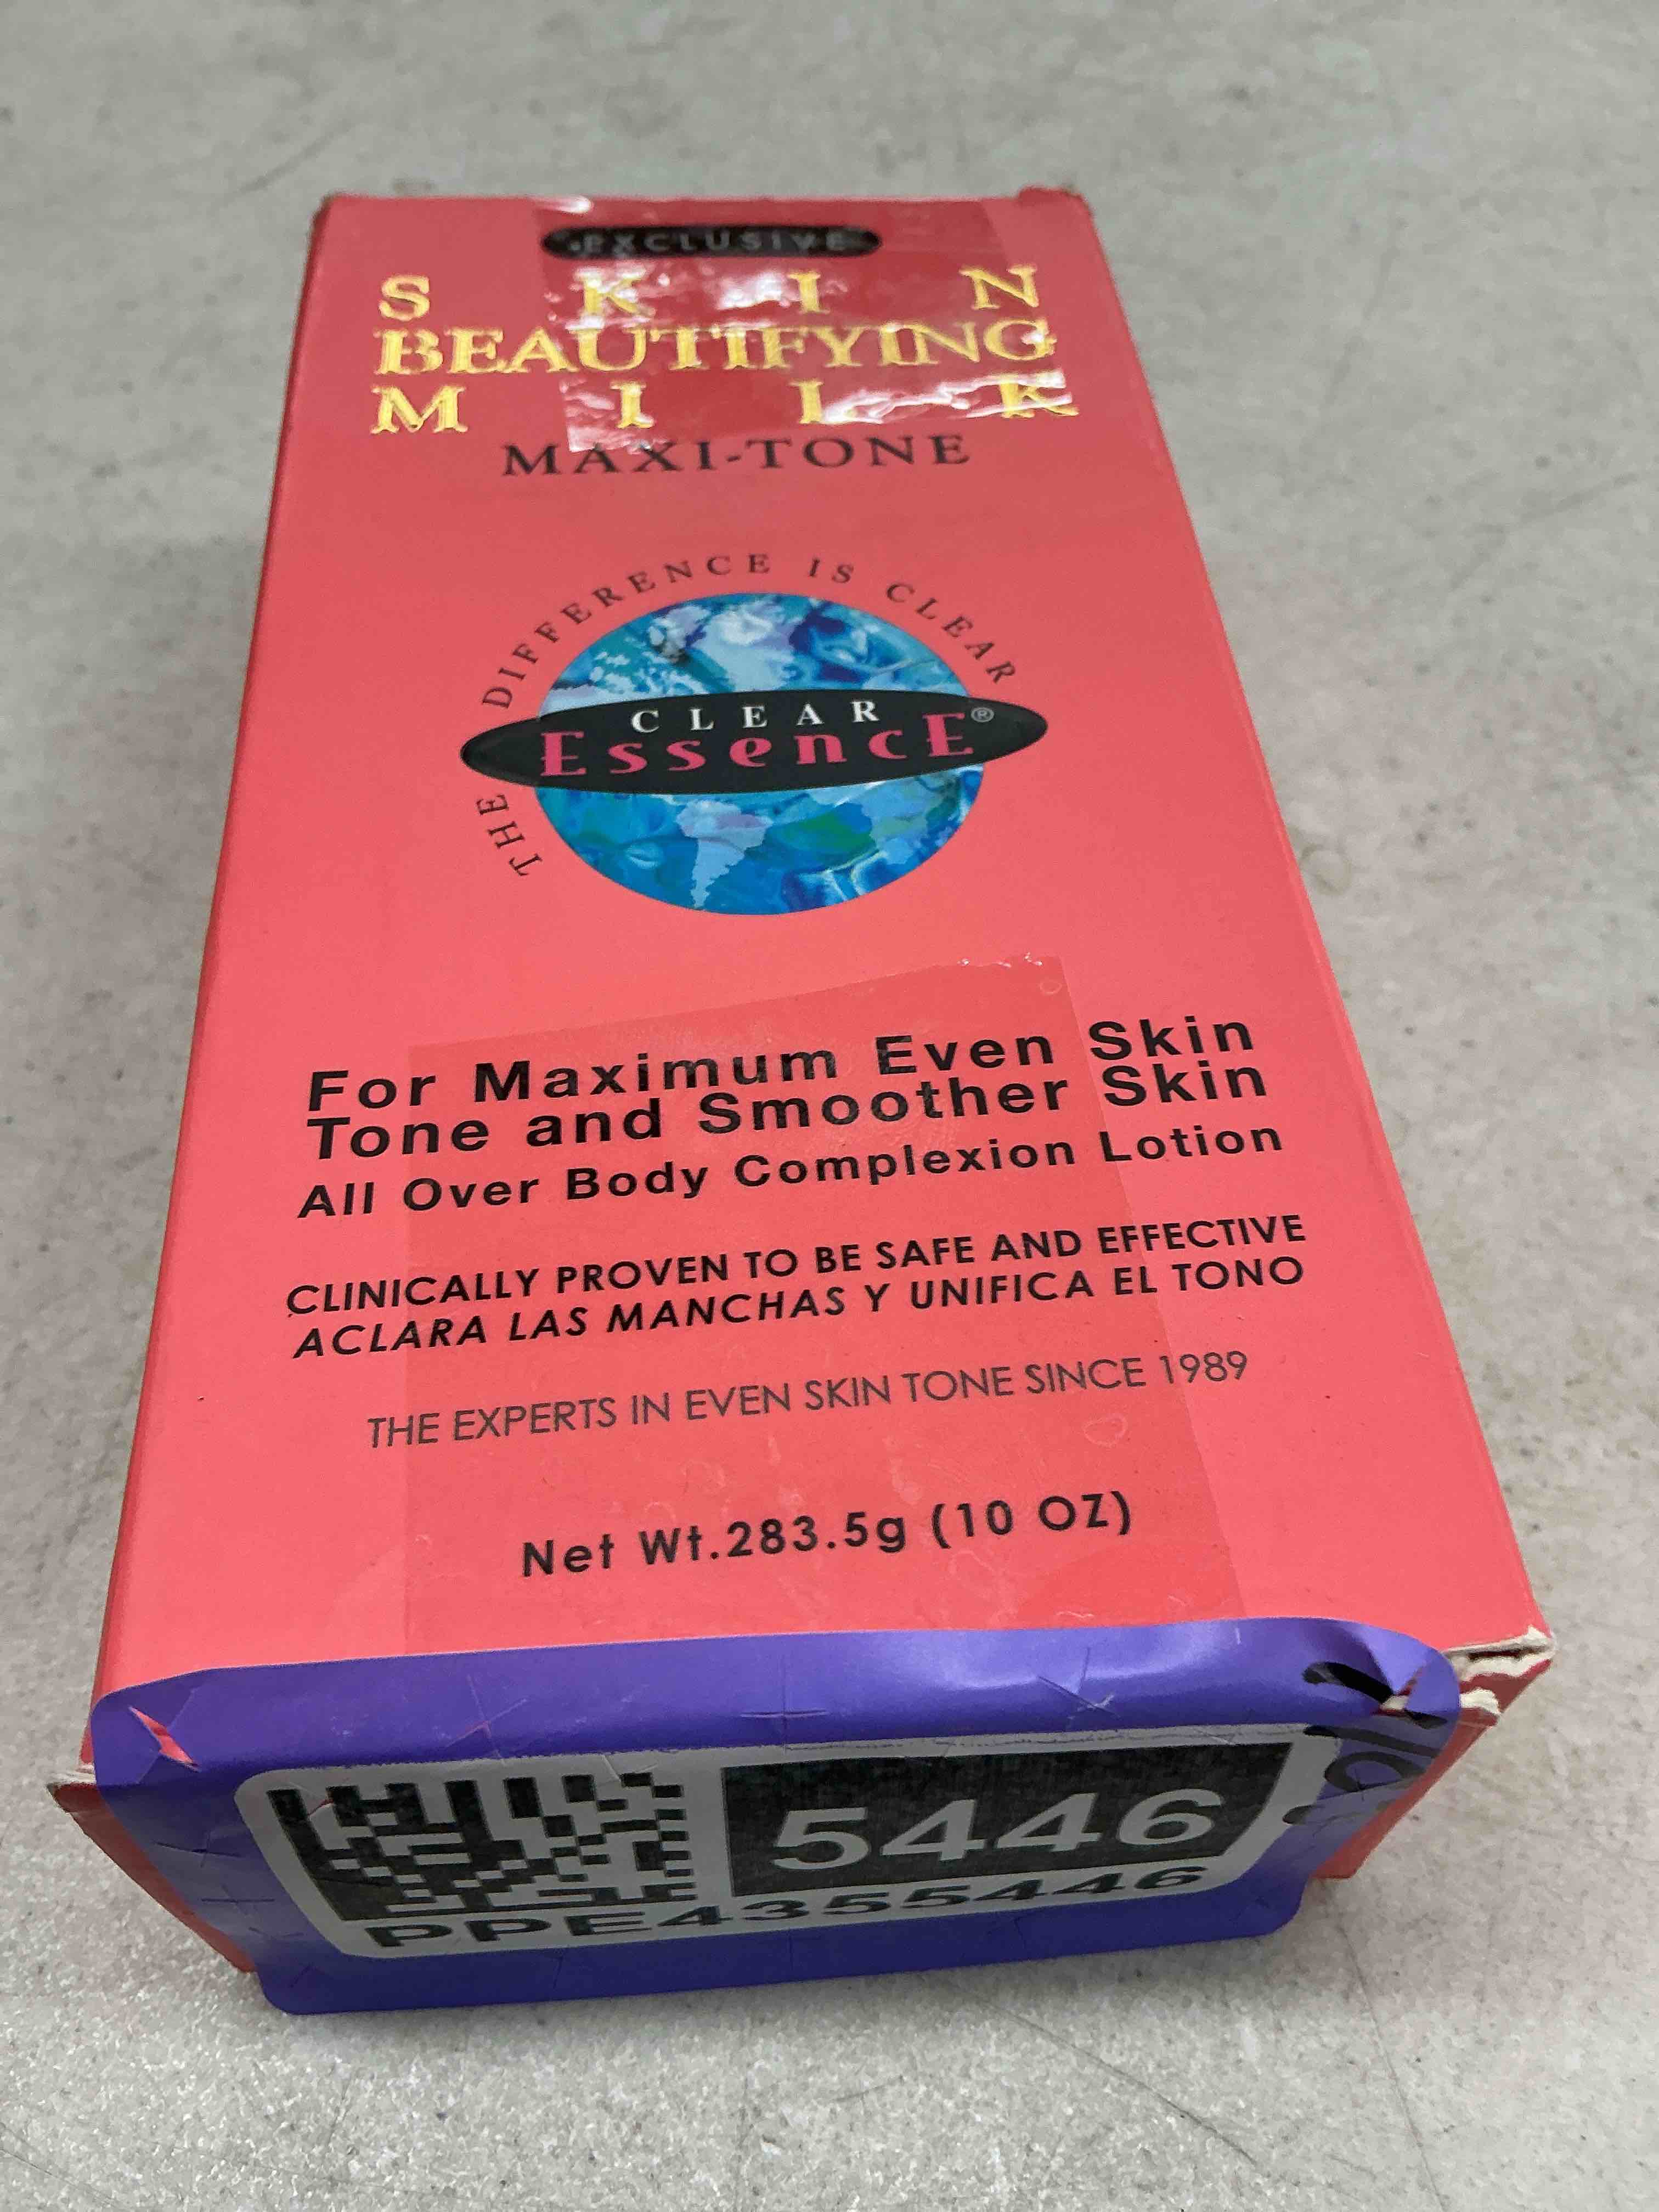 EXCLUSIVE
SKIN
BEAUTIFYING
MILK
MAXI-TONE
THE DIFFERENCE IS CLEAR
CLEAR
EssencE®
For Maximum Even Skin
Tone and Smoother Skin
All Over Body Complexion Lotion
CLINICALLY PROVEN TO BE SAFE AND EFFECTIVE
ACLARA LAS MANCHAS Y UNIFICA EL TONO
THE EXPERTS IN EVEN SKIN TONE SINCE 1989
Net Wt.283.5g (10 OZ)
5446
PPE4355446